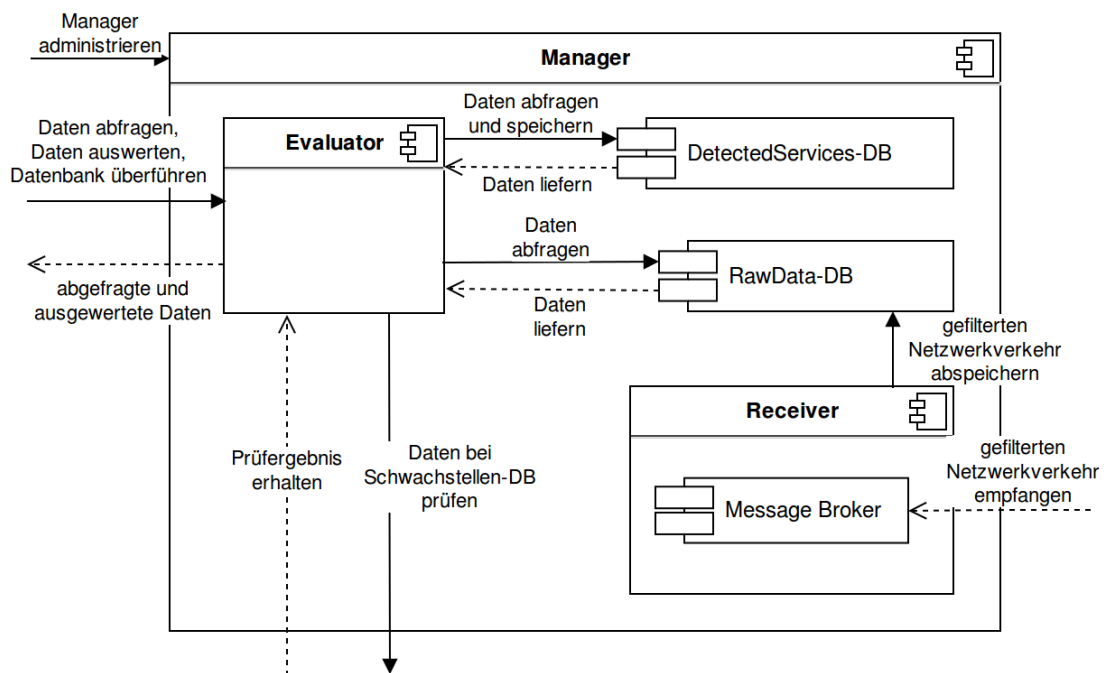 Manager
administrieren
Manager
Daten abfragen,
Daten auswerten,
Datenbank überführen
Evaluator
Daten abfragen
und speichern
DetectedServices-DB
Daten liefern
Daten
abfragen
RawData-DB
Daten
liefern
abgefragte und
ausgewertete Daten
gefilterten
Netzwerkverkehr
abspeichern
Receiver
Prüfergebnis
erhalten
Daten bei
Schwachstellen-DB
prüfen
Message Broker
gefilterten
Netzwerkverkehr
empfangen